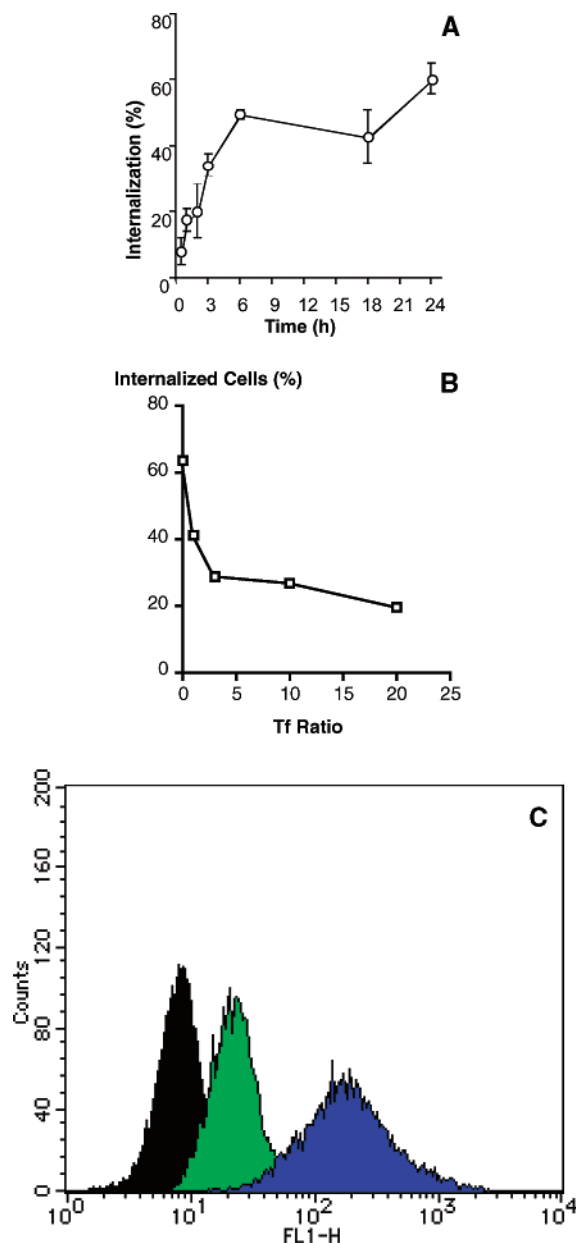 A
Internalization (%)
80
60
40
20
0
0 3 6 9 12 15 18 21 24
Time (h)
Internalized Cells (%)
B
80
60
40
20
0
0 5 10 15 20 25
Tf Ratio
C
Counts
200
160
120
80
40
0
10^0 10^1 10^2 10^3 10^4
FL1-H